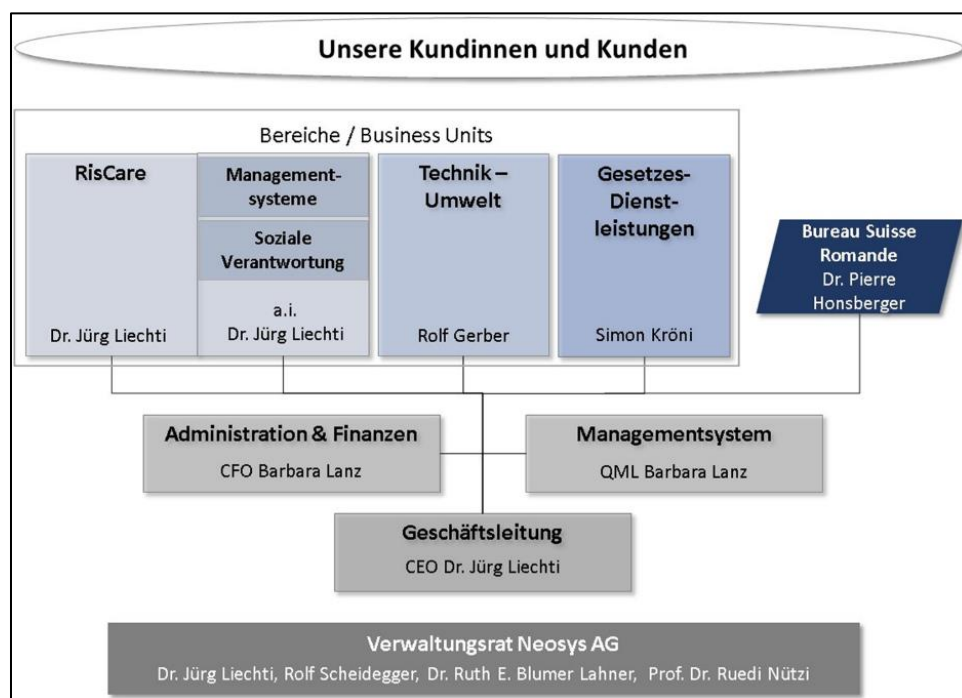 Unsere Kundinnen und Kunden
Bereiche / Business Units
RisCare
Dr. Jürg Liechti
Management-
systeme
Soziale
Verantwortung
a.i.
Dr. Jürg Liechti
Technik –
Umwelt
Rolf Gerber
Gesetzes-
Dienst-
leistungen
Simon Kröni
Bureau Suisse
Romande
Dr. Pierre
Honsberger
Administration & Finanzen
CFO Barbara Lanz
Managementsystem
QML Barbara Lanz
Geschäftsleitung
CEO Dr. Jürg Liechti
Verwaltungsrat Neosys AG
Dr. Jürg Liechti, Rolf Scheidegger, Dr. Ruth E. Blumer Lahner, Prof. Dr. Ruedi Nützi